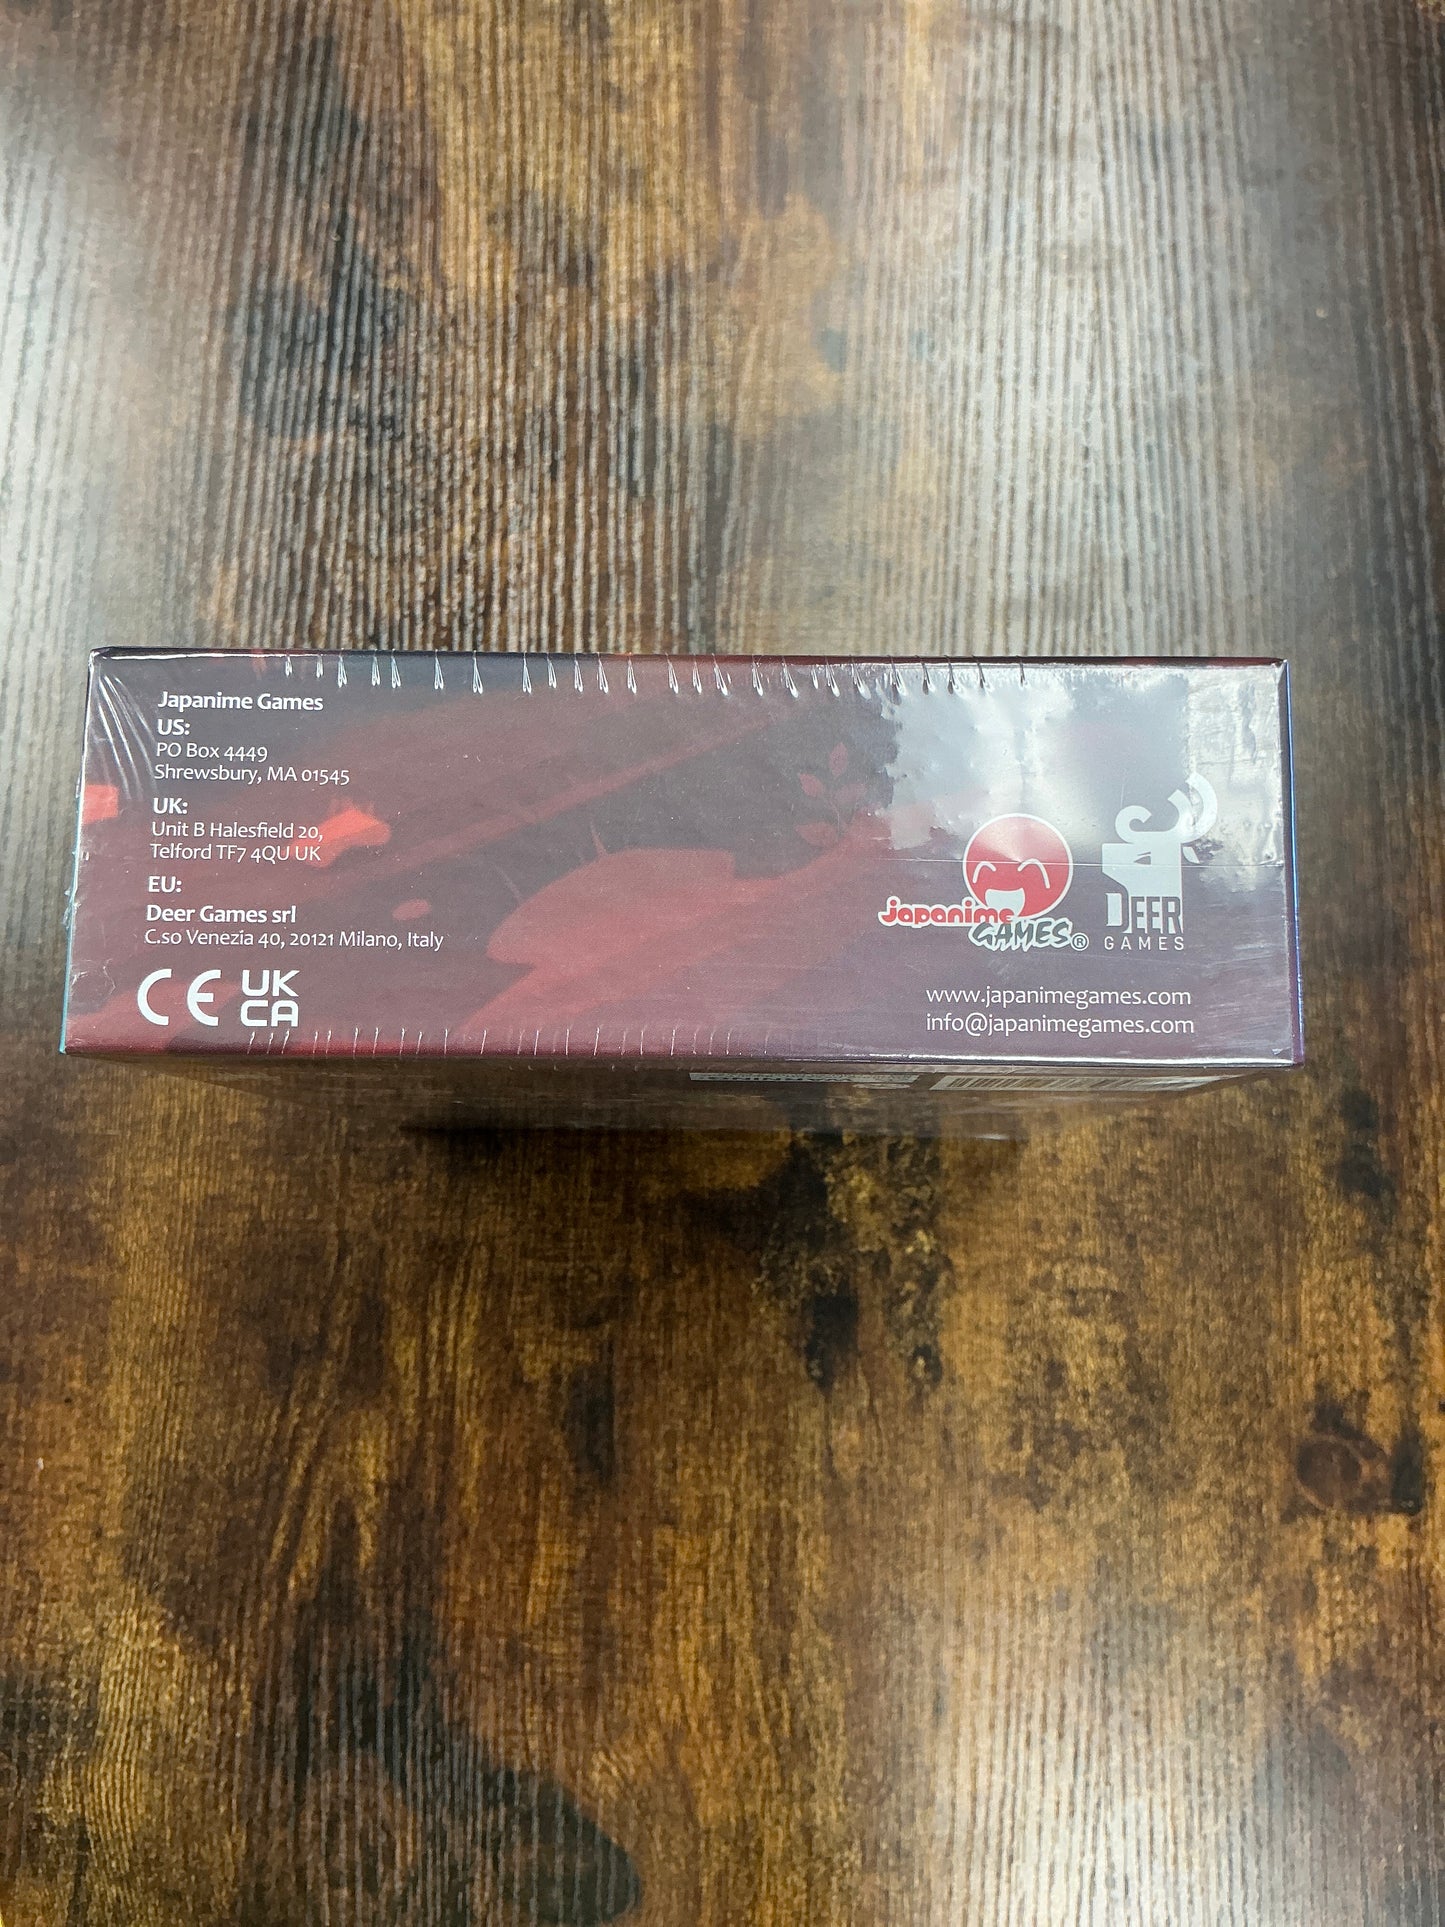 Japanime Games
US:
PO Box 4449
Shrewsbury, MA 01545
UK:
Unit B Halesfield 20,
Telford TF7 4QU UK
EU:
Deer Games srl
C.so Venezia 40, 20121 Milano, Italy
CE UK
CA
japanime
GAMES®
DEER
GAMES
www.japanimegames.com
info@japanimegames.com